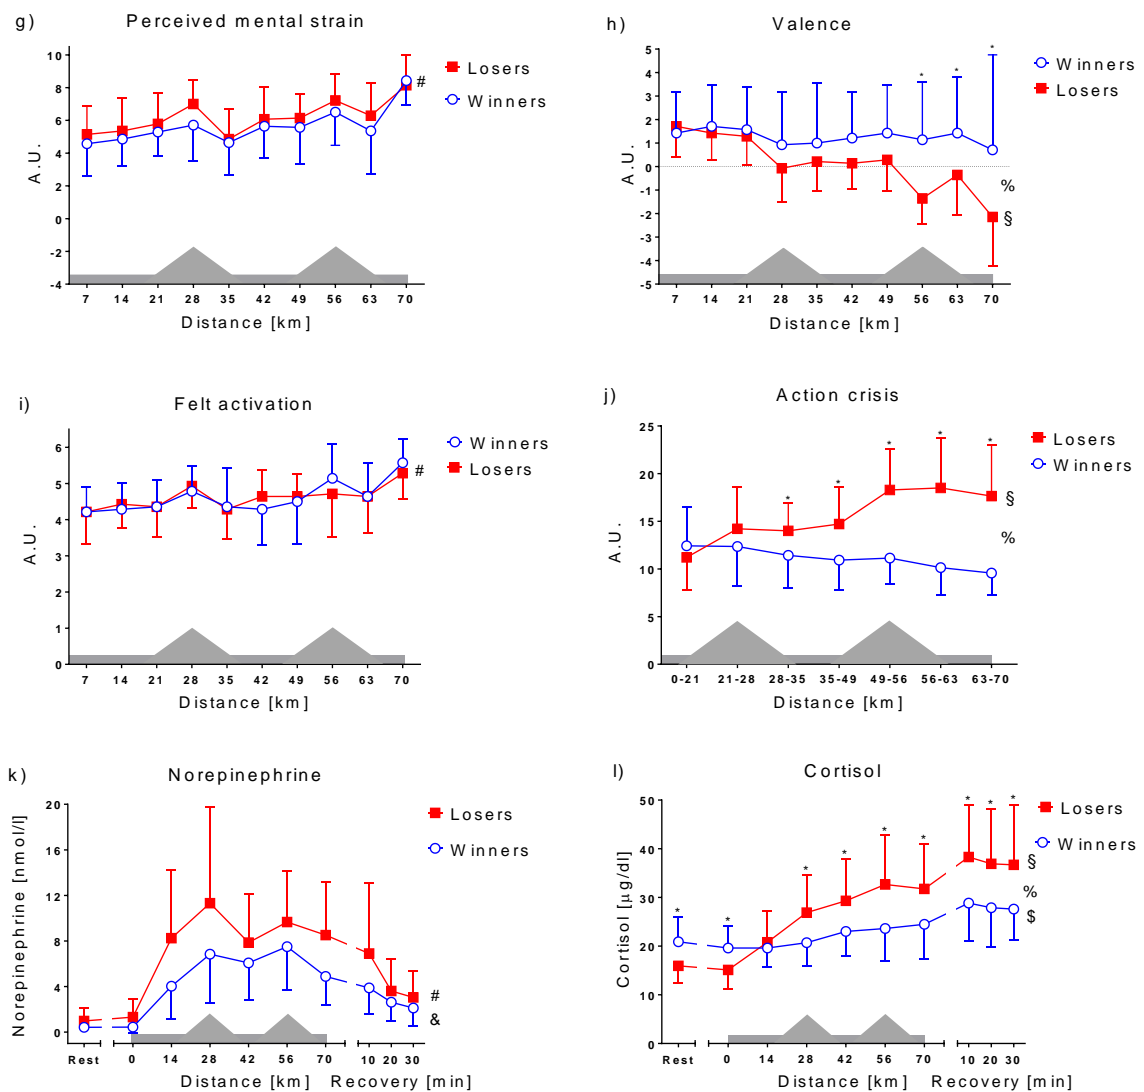 g) Perceived mental strain
10
8
6
4
2
0
-2
-4
A.U.
Losers
Winners
#
7 14 21 28 35 42 49 56 63 70
Distance [km]
h) Valence
5
4
3
2
1
0
-1
-2
-3
-4
-5
A.U.
* * *
Winners
Losers
%
§
7 14 21 28 35 42 49 56 63 70
Distance [km]
i) Felt activation
6
5
4
3
2
1
0
A.U.
Winners
Losers
#
7 14 21 28 35 42 49 56 63 70
Distance [km]
j) Action crisis
25
20
15
10
5
0
A.U.
* * * * *
Losers
Winners
§
%
0-21 21-28 28-35 35-49 49-56 56-63 63-70
Distance [km]
k) Norepinephrine
20
16
12
8
4
0
Norepinephrine [nmol/l]
Losers
Winners
#
&
Rest 0 14 28 42 56 70 10 20 30
Distance [km] Recovery [min]
l) Cortisol
50
40
30
20
10
0
Cortisol [µg/dl]
* * * * * * * * *
Losers
Winners
§
%
$
Rest 0 14 28 42 56 70 10 20 30
Distance [km] Recovery [min]